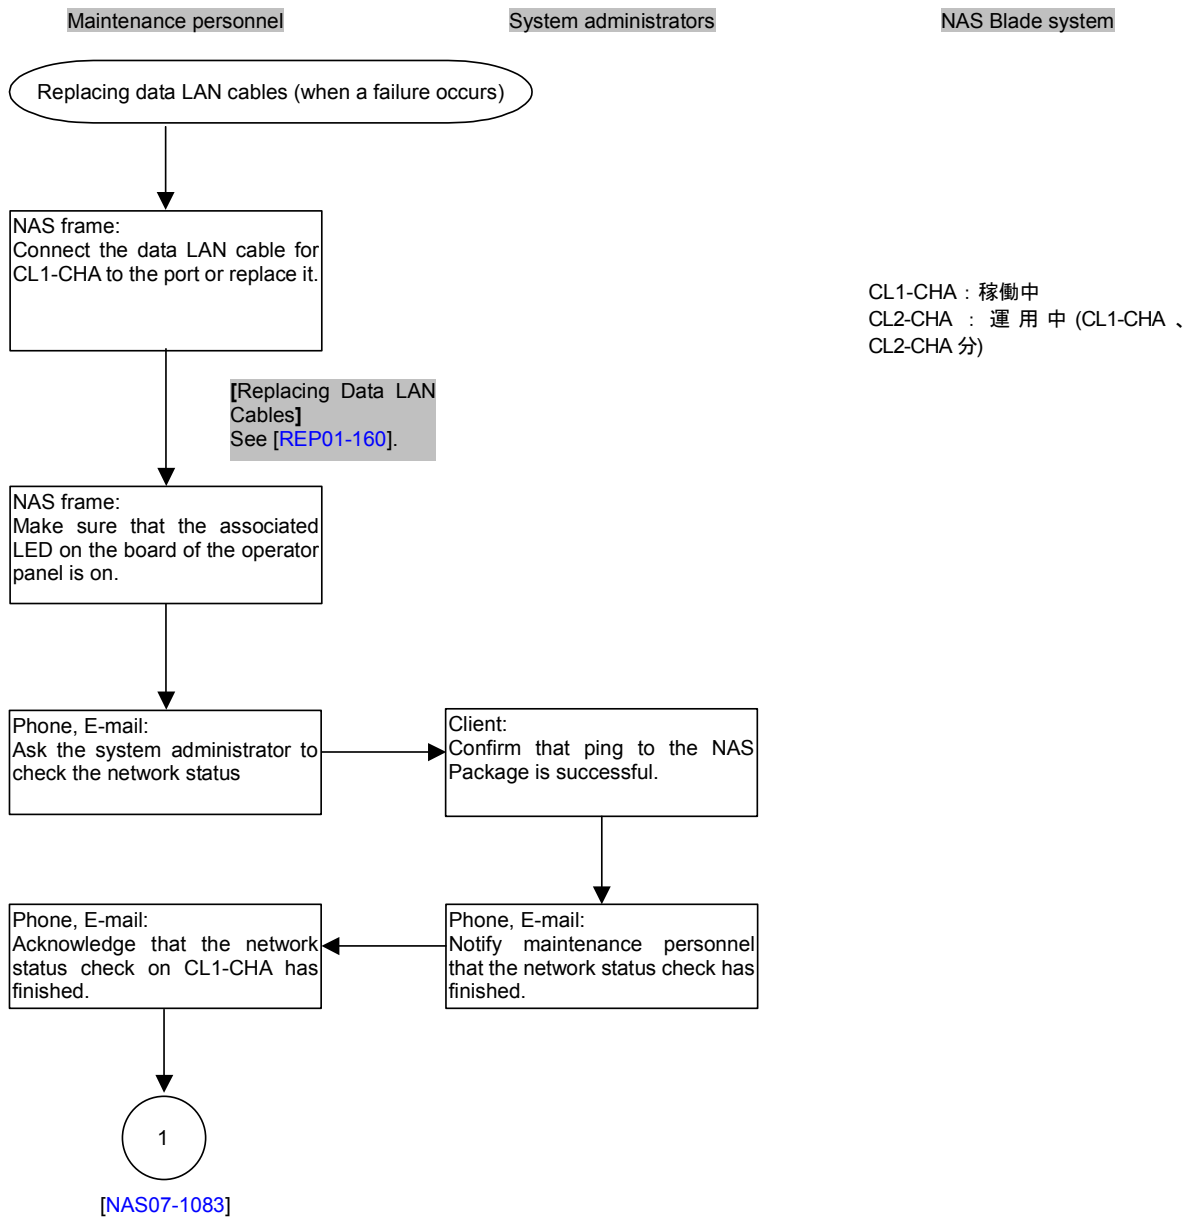 Maintenance personnel
System administrators
NAS Blade system
Replacing data LAN cables (when a failure occurs)
NAS frame:
Connect the data LAN cable for
CL1-CHA to the port or replace it.
CL1-CHA : 稼働中
CL2-CHA : 運用中 (CL1-CHA 、
CL2-CHA 分)
[Replacing Data LAN
Cables]
See [REP01-160].
NAS frame:
Make sure that the associated
LED on the board of the operator
panel is on.
Phone, E-mail:
Ask the system administrator to
check the network status
Client:
Confirm that ping to the NAS
Package is successful.
Phone, E-mail:
Acknowledge that the network
status check on CL1-CHA has
finished.
Phone, E-mail:
Notify maintenance personnel
that the network status check has
finished.
1
[NAS07-1083]